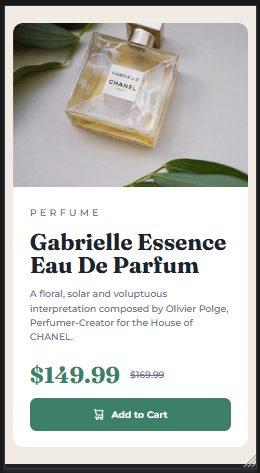 GABRIELLE
CHANEL
PERFUME
Gabrielle Essence
Eau De Parfum
A floral, solar and voluptuous
interpretation composed by Olivier Polge,
Perfumer-Creator for the House of
CHANEL.
$149.99 $169.99
Add to Cart